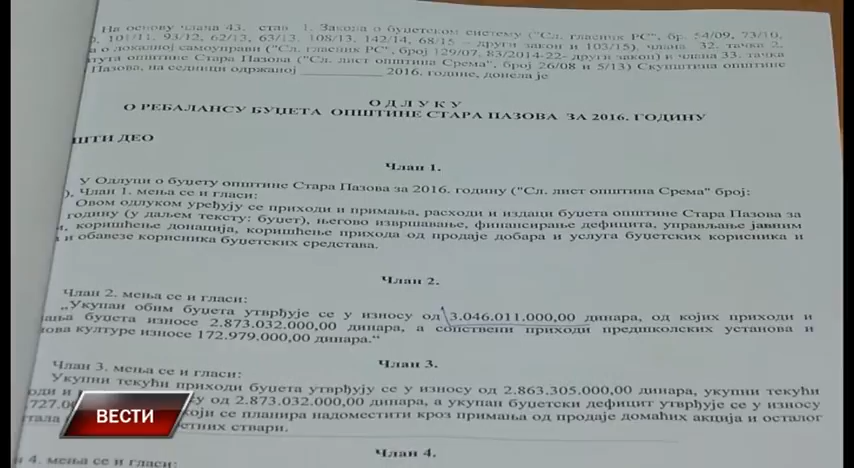 На основу члана 43. став 1. Закона о буџетском систему ("Сл. гласник РС", бр. 54/09, 73/10,
101/11, 93/12, 62/13, 63/13, 108/13, 142/14, 68/15 – други закон и 103/15), члана 32. тачка 2.
о локалној самоуправи ("Сл. гласник РС", број 129/07, 83/2014-22- други закон) и члана 33. тачка
општине Стара Пазова ("Сл. лист општина Срема", број 26/08 и 5/13) Скупштина општине
Пазова, на седници одржаној ____________ 2016. године, донела је
О Д Л У К У
О РЕБАЛАНСУ БУЏЕТА ОПШТИНЕ СТАРА ПАЗОВА ЗА 2016. ГОДИНУ
ШТИ ДЕО
Члан 1.
У Одлуци о буџету општине Стара Пазова за 2016. годину ("Сл. лист општина Срема" број:
), Члан 1. мења се и гласи:
Овом одлуком уређују се приходи и примања, расходи и издаци буџета општине Стара Пазова за
годину (у даљем тексту: буџет), његово извршавање, финансирање дефицита, управљање јавним
коришћење донација, коришћење прихода од продаје добара и услуга буџетских корисника и
и обавезе корисника буџетских средстава.
Члан 2.
Члан 2. мења се и гласи:
„Укупан обим буџета утврђује се у износу од 3.046.011.000,00 динара, од којих приходи и
буџета износе 2.873.032.000,00 динара, а сопствени приходи предшколских установа и
културе износе 172.979.000,00 динара.“
Члан 3.
Члан 3. мења се и гласи:
Укупни текући приходи буџета утврђује се у износу од 2.863.305.000,00 динара, укупни текући
оди и су од 2.873.032.000,00 динара, а укупан буџетски дефицит утврђује се у износу
.727.0 који се планира надоместити кроз примања од продаје домаћих акција и осталог
тала етних ствари.
Члан 4.
4. мења се и гласи:
ВЕСТИ